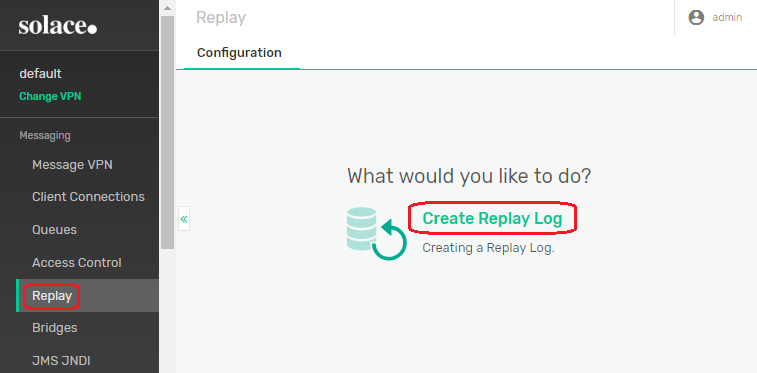 solace.
default
Change VPN
Messaging
Message VPN
Client Connections
Queues
Access Control
Replay
Bridges
JMS JNDI
Replay
admin
Configuration
What would you like to do?
Create Replay Log
Creating a Replay Log.